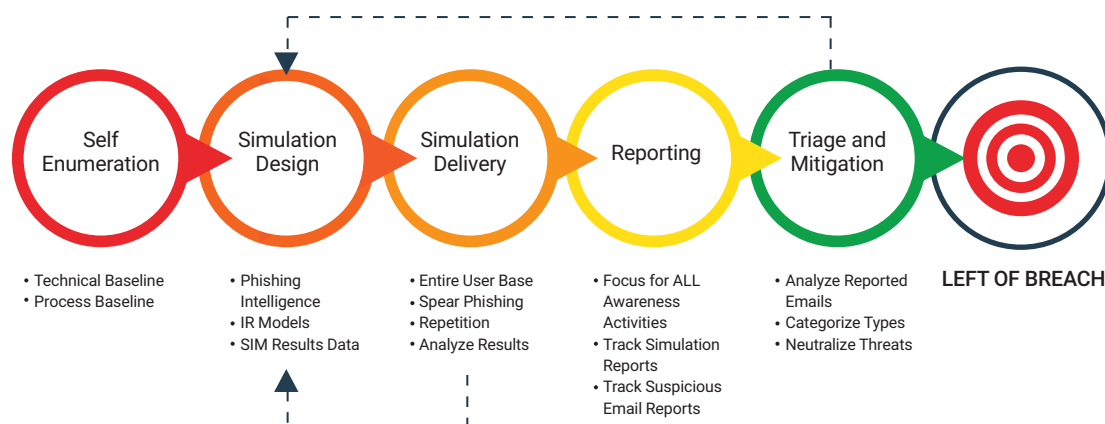 Self
Enumeration
Simulation
Design
Simulation
Delivery
Reporting
Triage and
Mitigation
• Technical Baseline
• Process Baseline
• Phishing
Intelligence
• IR Models
• SIM Results Data
• Entire User Base
• Spear Phishing
• Repetition
• Analyze Results
• Focus for ALL
Awareness
Activities
• Track Simulation
Reports
• Track Suspicious
Email Reports
• Analyze Reported
Emails
• Categorize Types
• Neutralize Threats
LEFT OF BREACH